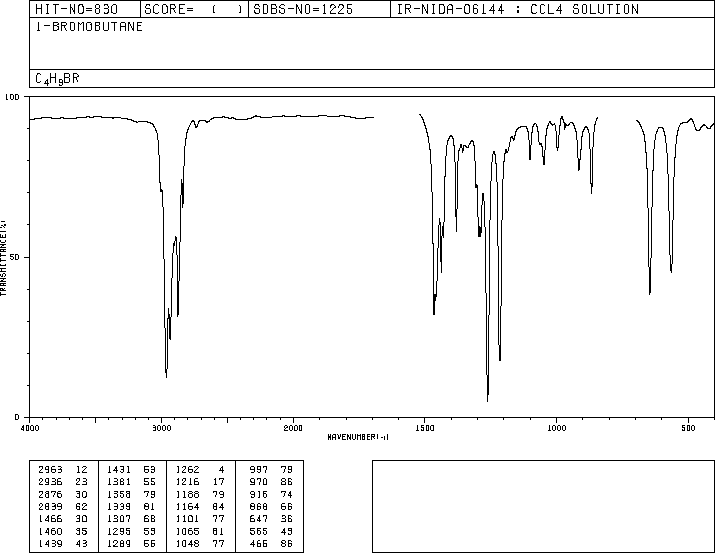 HIT-NO=830 SCORE= ( ) SDBS-NO=1225 IR-NIDA-06144 : CCL4 SOLUTION
1-BROMOBUTANE
C4H9BR
100
TRANSMITTANCE(%)
50
0
4000 3000 2000 1500 1000 500
WAVENUMBER(-1)
2963 12 1431 53 1262 4 997 79
2936 23 1381 55 1216 17 970 86
2876 30 1358 79 1188 79 916 74
2839 62 1339 81 1164 84 868 66
1466 30 1307 68 1101 77 647 36
1460 35 1295 53 1065 81 565 43
1439 43 1289 55 1048 77 466 86